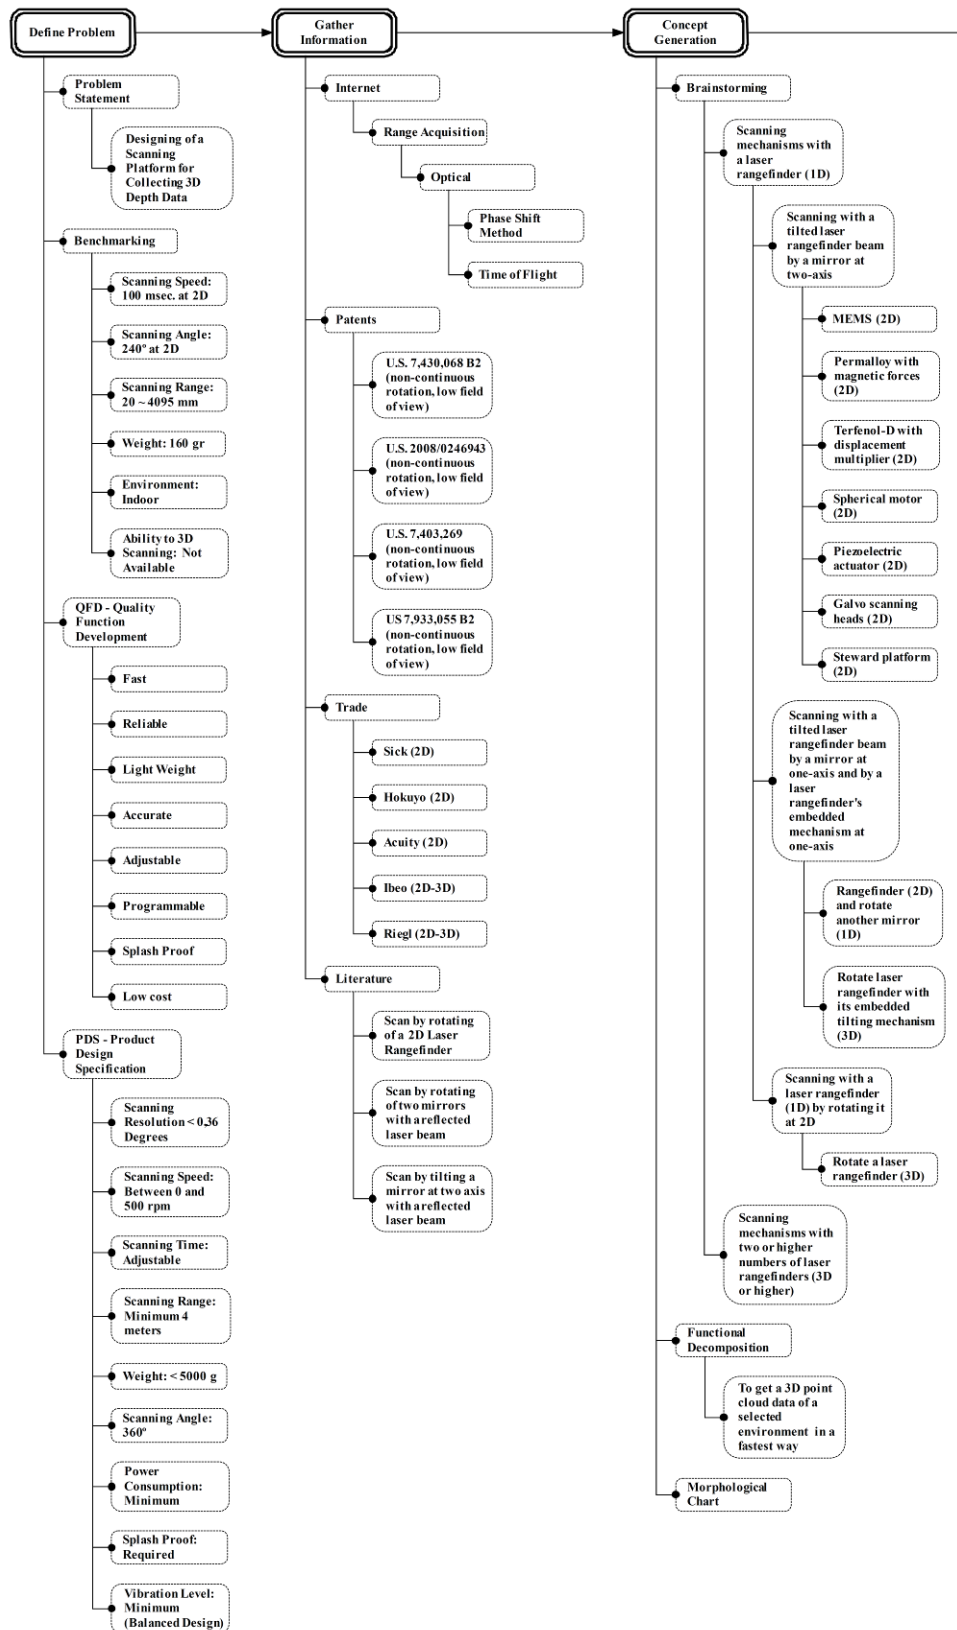 Define Problem
Problem
Statement
Designing of a
Scanning
Platform for
Collecting 3D
Depth Data
Benchmarking
Scanning Speed:
100 msec. at 2D
Scanning Angle:
240° at 2D
Scanning Range:
20 ~ 4095 mm
Weight: 160 gr
Environment:
Indoor
Ability to 3D
Scanning: Not
Available
QFD - Quality
Function
Development
Fast
Reliable
Light Weight
Accurate
Adjustable
Programmable
Splash Proof
Low cost
PDS - Product
Design
Specification
Scanning
Resolution < 0,36
Degrees
Scanning Speed:
Between 0 and
500 rpm
Scanning Time:
Adjustable
Scanning Range:
Minimum 4
meters
Weight: < 5000 g
Scanning Angle:
360°
Power
Consumption:
Minimum
Splash Proof:
Required
Vibration Level:
Minimum
(Balanced Design)
Gather
Information
Internet
Range Acquisition
Optical
Phase Shift
Method
Time of Flight
Patents
U.S. 7,430,068 B2
(non-continuous
rotation, low field
of view)
U.S. 2008/0246943
(non-continuous
rotation, low field
of view)
U.S. 7,403,269
(non-continuous
rotation, low field
of view)
US 7,933,055 B2
(non-continuous
rotation, low field
of view)
Trade
Sick (2D)
Hokuyo (2D)
Acuity (2D)
Ibeo (2D-3D)
Riegl (2D-3D)
Literature
Scan by rotating
of a 2D Laser
Rangefinder
Scan by rotating
of two mirrors
with a reflected
laser beam
Scan by tilting a
mirror at two axis
with a reflected
laser beam
Concept
Generation
Brainstorming
Scanning
mechanisms with
a laser
rangefinder (1D)
Scanning with a
tilted laser
rangefinder beam
by a mirror at
two-axis
MEMS (2D)
Permalloy with
magnetic forces
(2D)
Terfenol-D with
displacement
multiplier (2D)
Spherical motor
(2D)
Piezoelectric
actuator (2D)
Galvo scanning
heads (2D)
Steward platform
(2D)
Scanning with a
tilted laser
rangefinder beam
by a mirror at
one-axis and by a
laser
rangefinder's
embedded
mechanism at
one-axis
Rangefinder (2D)
and rotate
another mirror
(1D)
Rotate laser
rangefinder with
its embedded
tilting mechanism
(3D)
Scanning with a
laser rangefinder
(1D) by rotating it
at 2D
Rotate a laser
rangefinder (3D)
Scanning
mechanisms with
two or higher
numbers of laser
rangefinders (3D
or higher)
Functional
Decomposition
To get a 3D point
cloud data of a
selected
environment in a
fastest way
Morphological
Chart